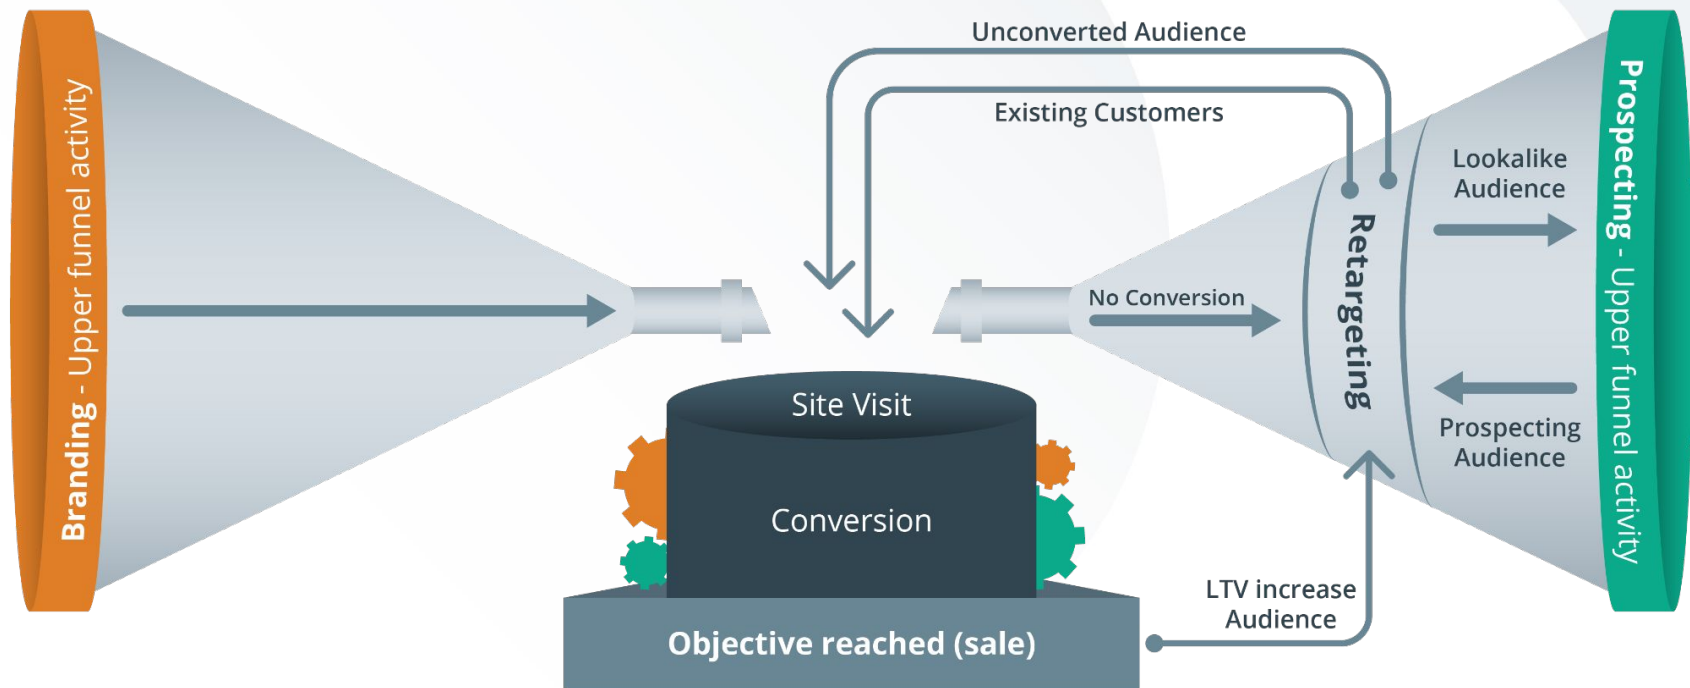 Branding - Upper funnel activity
Unconverted Audience
Existing Customers
No Conversion
Retargeting
Lookalike
Audience
Prospecting
Audience
Prospecting - Upper funnel activity
Site Visit
Conversion
Objective reached (sale)
LTV increase
Audience